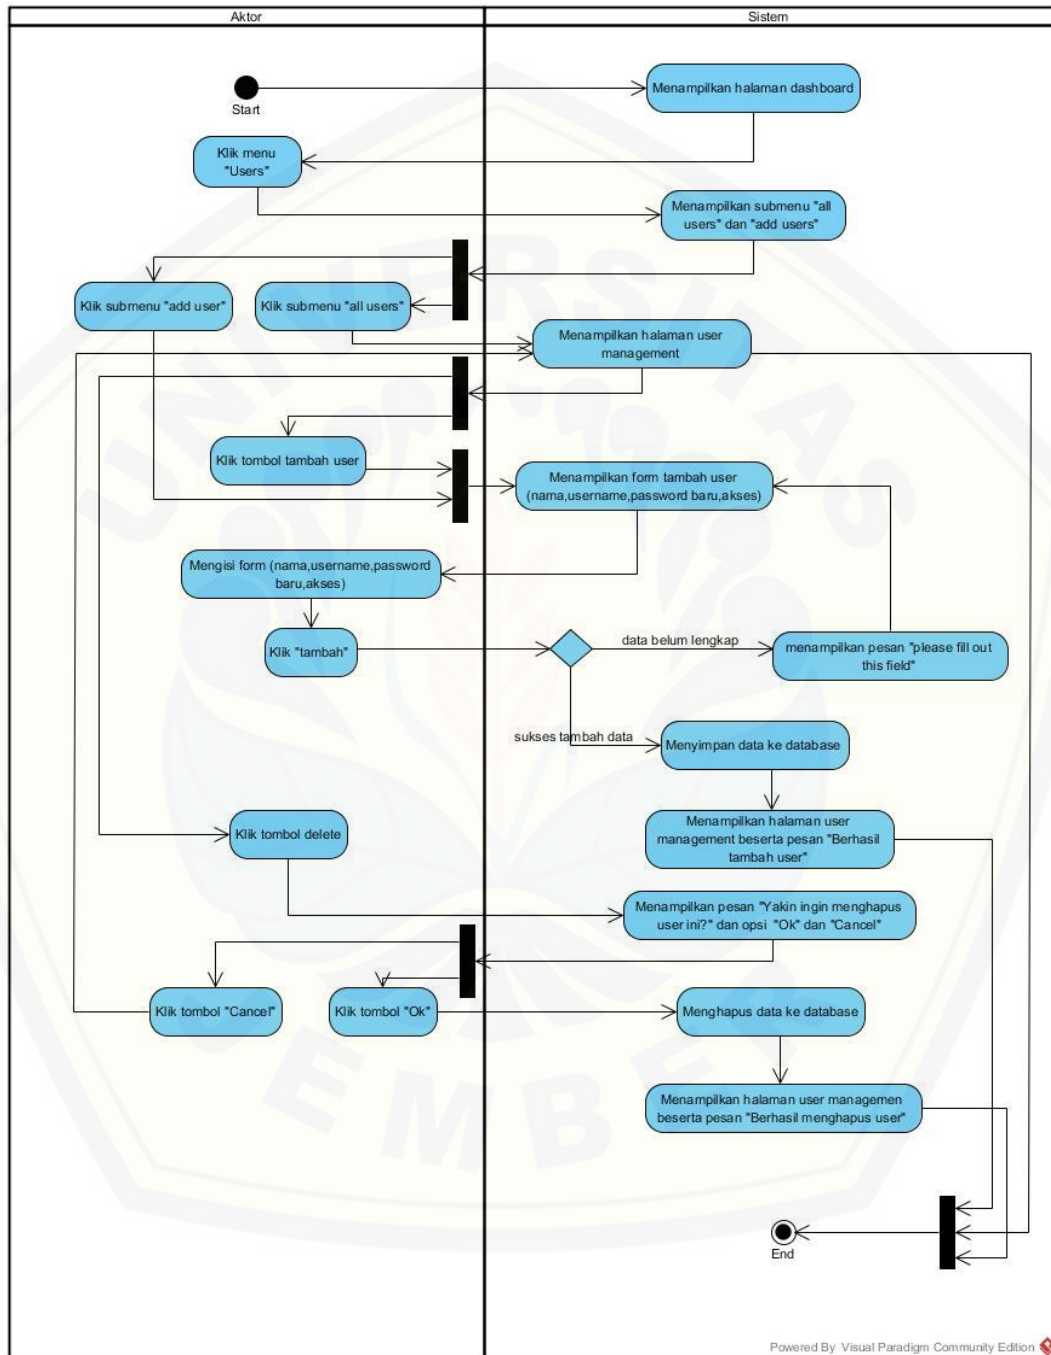 Aktor
Sistem
Start
Menampilkan halaman dashboard
Klik menu
"Users"
Menampilkan submenu "all
users" dan "add users"
Klik submenu "add user"
Klik submenu "all users"
Menampilkan halaman user
management
Klik tombol tambah user
Menampilkan form tambah user
(nama,username,password baru,akses)
Mengisi form (nama,username,password
baru,akses)
Klik "tambah"
data belum lengkap
menampilkan pesan "please fill out
this field"
sukses tambah data
Menyimpan data ke database
Klik tombol delete
Menampilkan halaman user
management beserta pesan "Berhasil
tambah user"
Menampilkan pesan "Yakin ingin menghapus
user ini?" dan opsi "Ok" dan "Cancel"
Klik tombol "Cancel"
Klik tombol "Ok"
Menghapus data ke database
Menampilkan halaman user managemen
beserta pesan "Berhasil menghapus user"
End
UNIVERSITAS
JEMBER
Powered By Visual Paradigm Community Edition